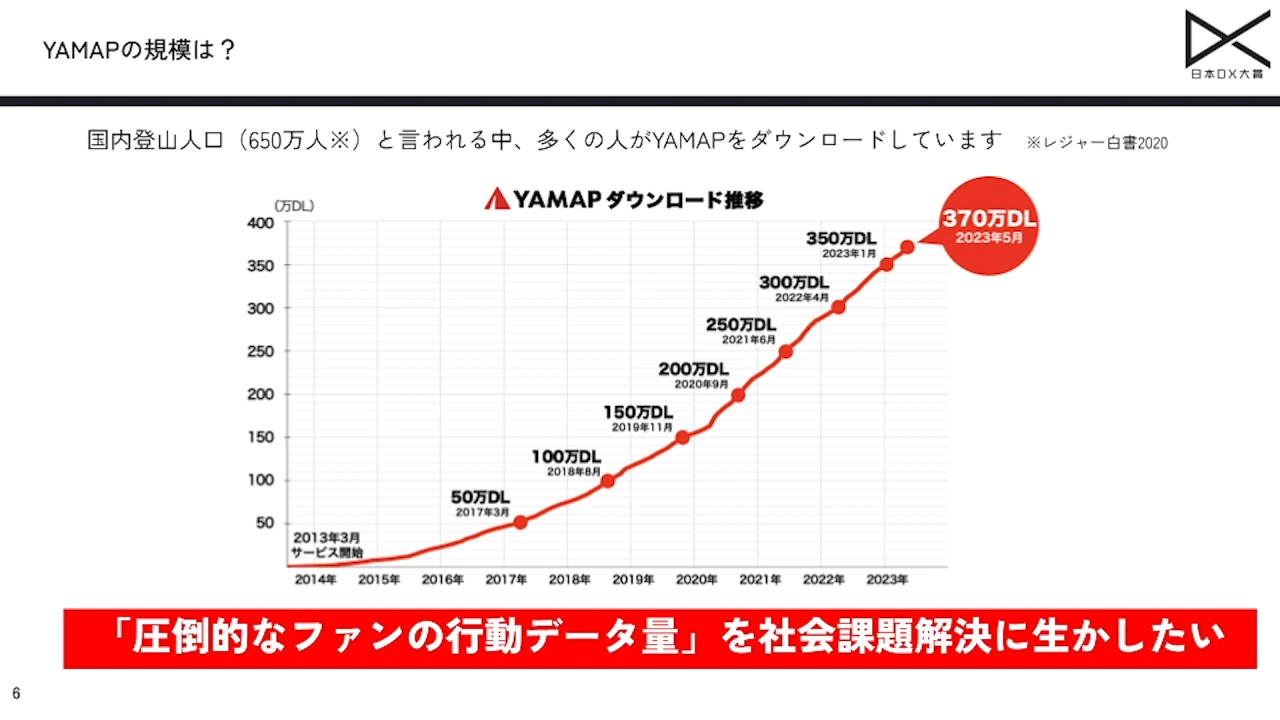 YAMAPの規模は？
日本DX大賞
国内登山人口（650万人※）と言われる中、多くの人がYAMAPをダウンロードしています ※レジャー白書2020
YAMAP ダウンロード推移
(万DL)
400
350
300
250
200
150
100
50
2013年3月
サービス開始
50万DL
2017年3月
100万DL
2018年8月
150万DL
2019年11月
200万DL
2020年9月
250万DL
2021年6月
300万DL
2022年4月
350万DL
2023年1月
370万DL
2023年5月
2014年 2015年 2016年 2017年 2018年 2019年 2020年 2021年 2022年 2023年
「圧倒的なファンの行動データ量」を社会課題解決に生かしたい
6